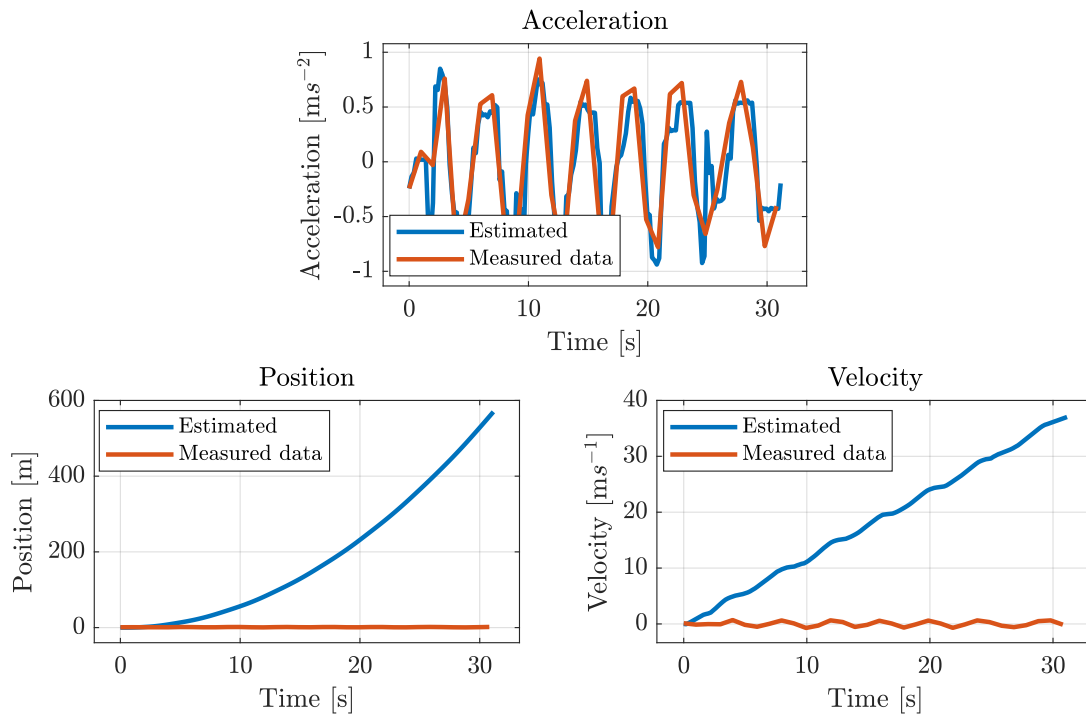 Acceleration
Acceleration [ms⁻²]
1
0.5
0
-0.5
-1
Estimated
Measured data
0 10 20 30
Time [s]
Position
Position [m]
600
400
200
0
Estimated
Measured data
0 10 20 30
Time [s]
Velocity
Velocity [ms⁻¹]
40
30
20
10
0
Estimated
Measured data
0 10 20 30
Time [s]